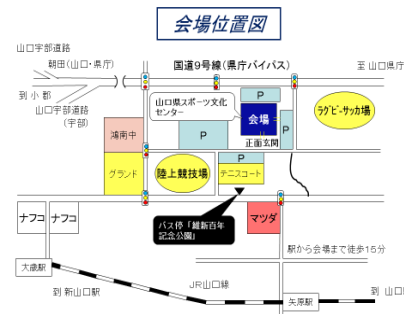 会場位置図
山口宇部道路
朝田(山口・県庁)
国道9号線(県庁バイパス)
至 山口県庁
到 小郡
山口宇部道路
(宇部)
山口県スポーツ文化
センター
会場
P
P
P
正面玄関
ラグビーサッカ場
鴻南中
グランド
陸上競技場
P
テニスコート
ナフコ
ナフコ
バス停「維新百年
記念公園」
マツダ
駅から会場まで徒歩15分
大歳駅
到 新山口駅
JR山口線
矢原駅
到 山口